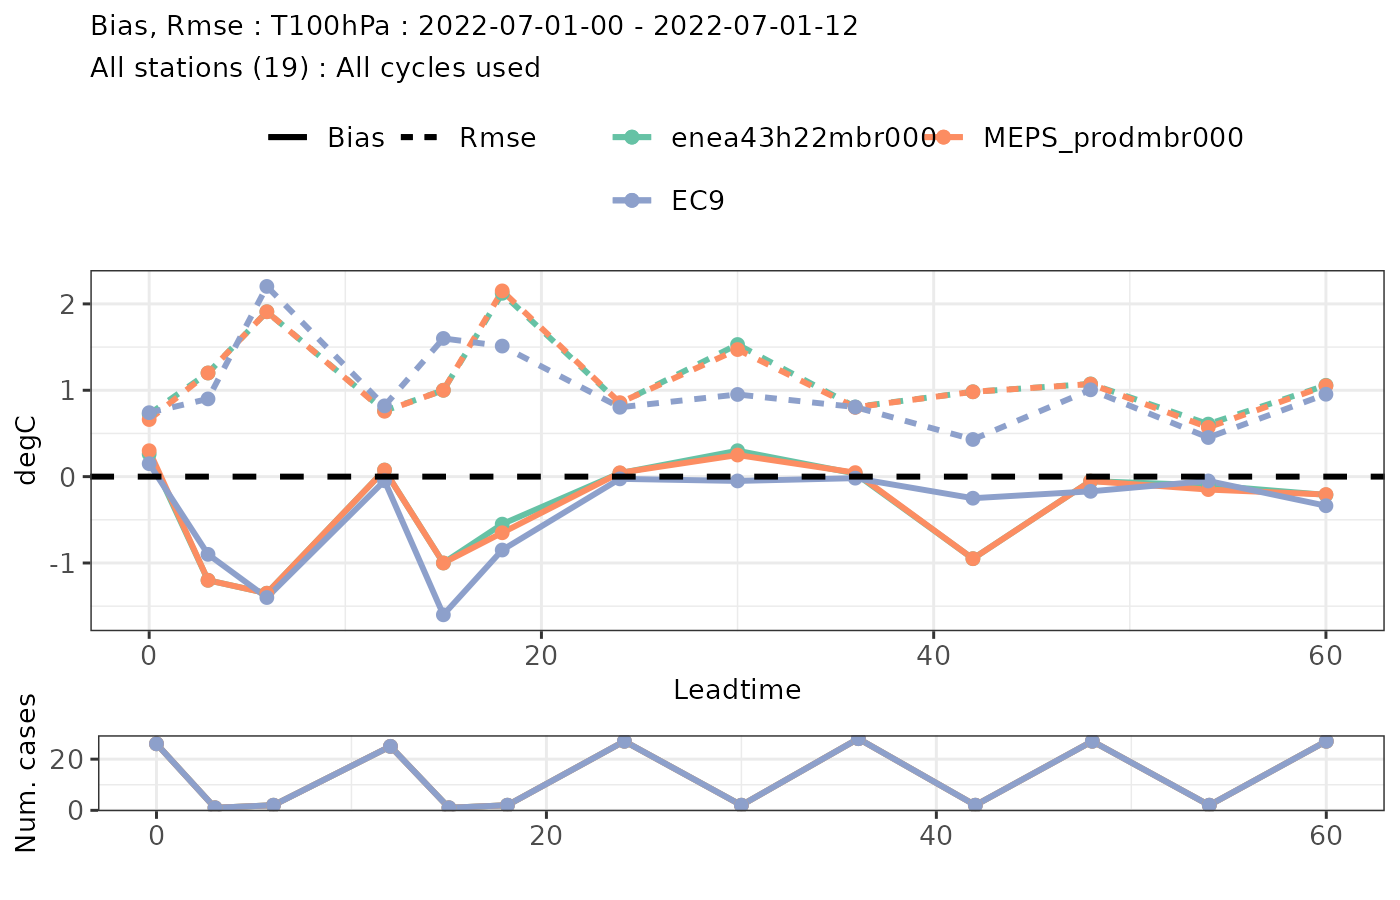 Bias, Rmse : T100hPa : 2022-07-01-00 - 2022-07-01-12
All stations (19) : All cycles used
Bias Rmse enea43h22mbr000 MEPS_prodmbr000
EC9
degC
2
1
0
-1
0 20 40 60
Leadtime
Num. cases
20
0
0 20 40 60